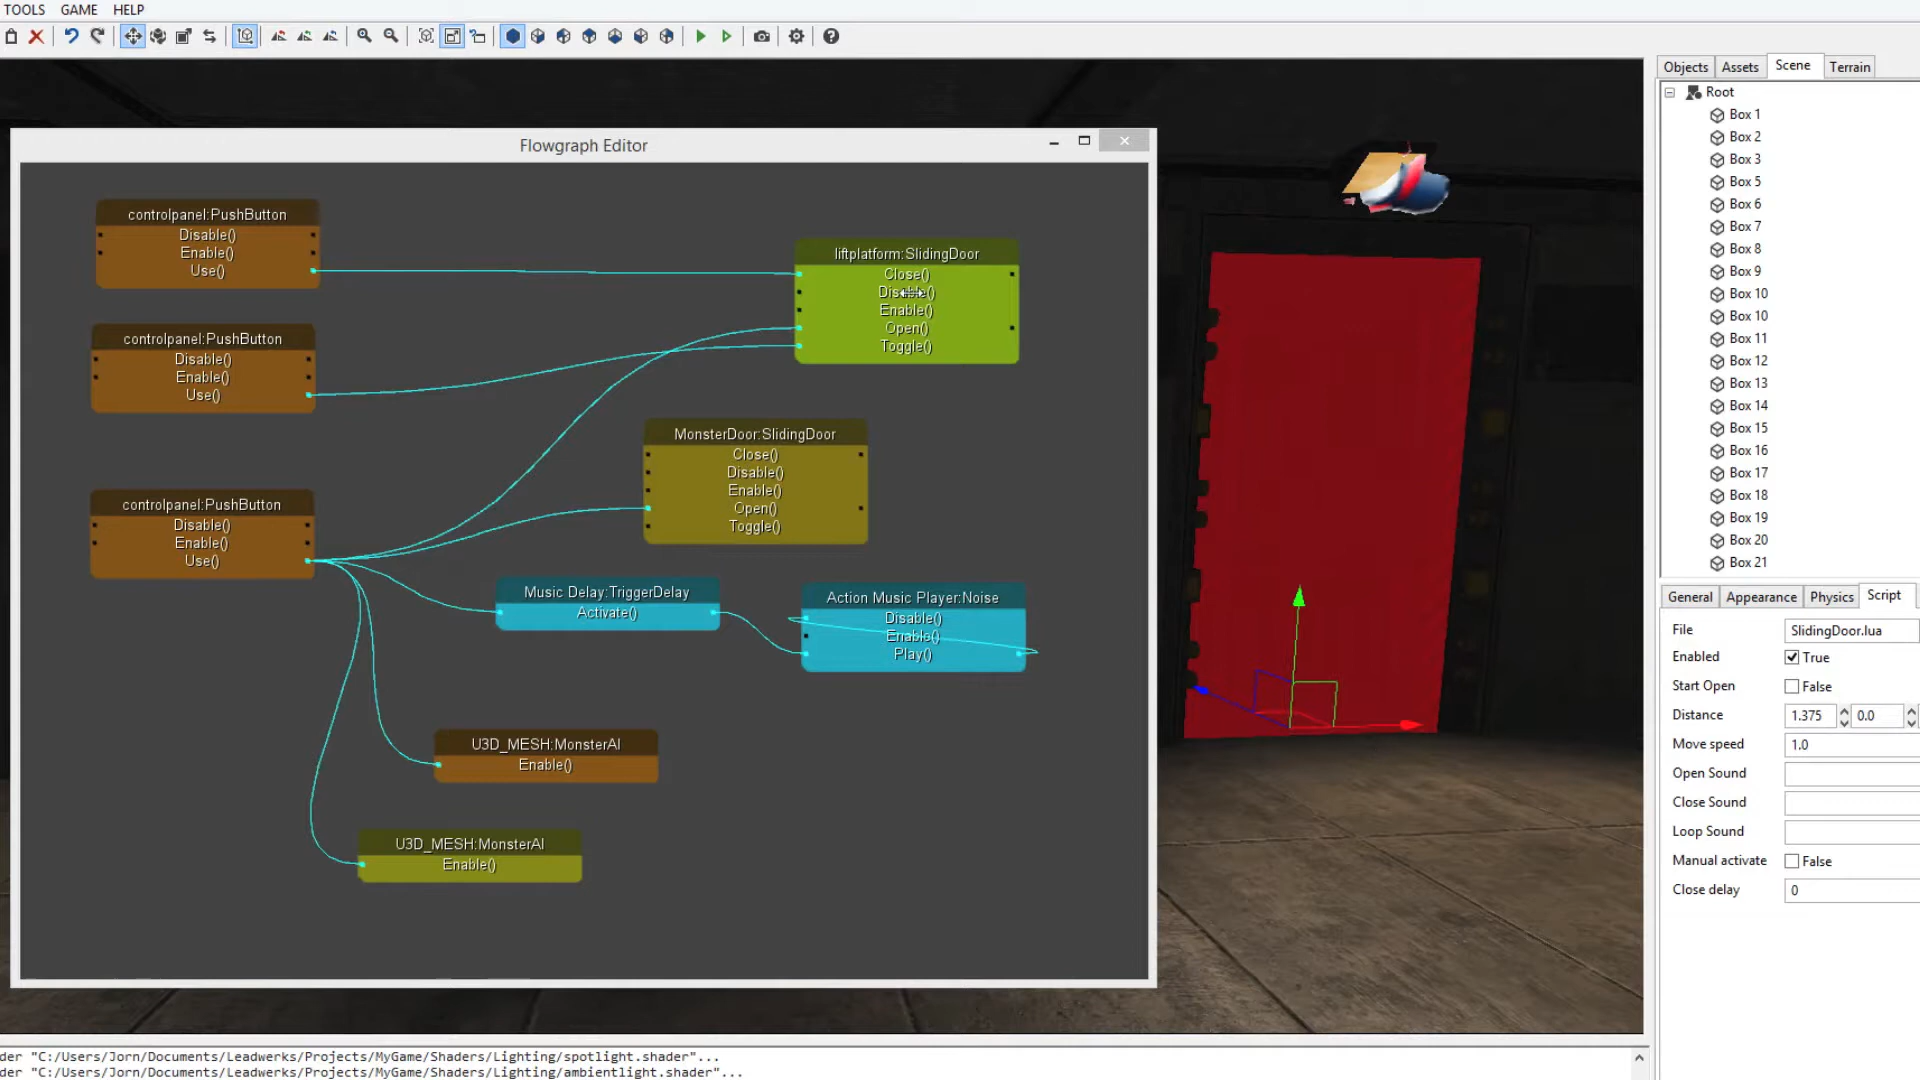 TOOLS GAME HELP
Objects Assets Scene Terrain
Root
Box 1
Box 2
Box 3
Box 5
Box 6
Box 7
Box 8
Box 9
Box 10
Box 10
Box 11
Box 12
Box 13
Box 14
Box 15
Box 16
Box 17
Box 18
Box 19
Box 20
Box 21
Flowgraph Editor
controlpanel:PushButton
Disable()
Enable()
Use()
liftplatform:SlidingDoor
Close()
Disable()
Enable()
Open()
Toggle()
controlpanel:PushButton
Disable()
Enable()
Use()
MonsterDoor:SlidingDoor
Close()
Disable()
Enable()
Open()
Toggle()
controlpanel:PushButton
Disable()
Enable()
Use()
Music Delay:TriggerDelay
Activate()
Action Music Player:Noise
Disable()
Enable()
Play()
U3D_MESH:MonsterAI
Enable()
U3D_MESH:MonsterAI
Enable()
General Appearance Physics Script
File SlidingDoor.lua
Enabled True
Start Open False
Distance 1.375 0.0
Move speed 1.0
Open Sound
Close Sound
Loop Sound
Manual activate False
Close delay 0
der "C:/Users/Jorn/Documents/Leadwerks/Projects/MyGame/Shaders/Lighting/spotlight.shader"...
der "C:/Users/Jorn/Documents/Leadwerks/Projects/MyGame/Shaders/Lighting/ambientlight.shader"...